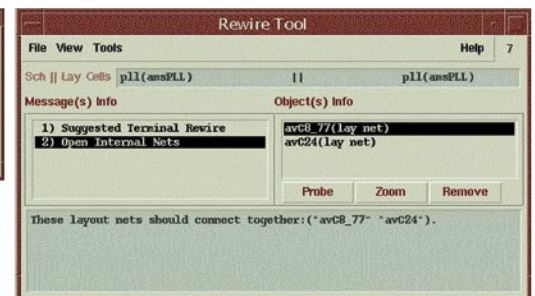 Rewire Tool
File View Tools Help 7
Sch || Lay Cells pll(amsPLL) || pll(amsPLL)
Message(s) Info Object(s) Info
1) Suggested Terminal Rewire
2) Open Internal Nets
avC8_77(lay net)
avC24(lay net)
Probe Zoom Remove
These layout nets should connect together:("avC8_77" "avC24").